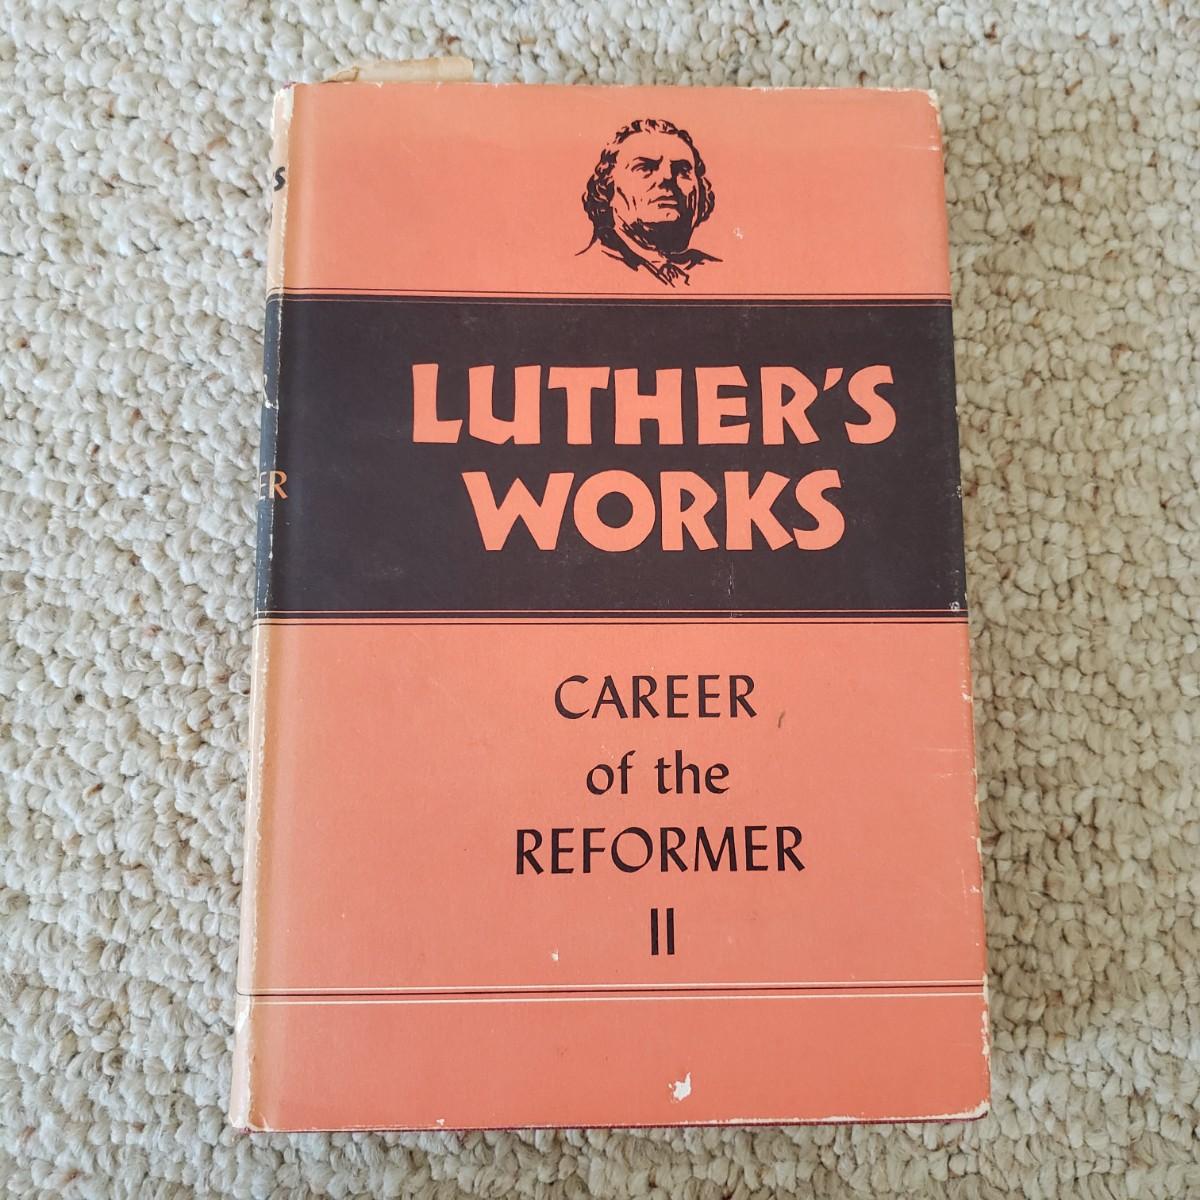 LUTHER'S
WORKS
CAREER
of the
REFORMER
II